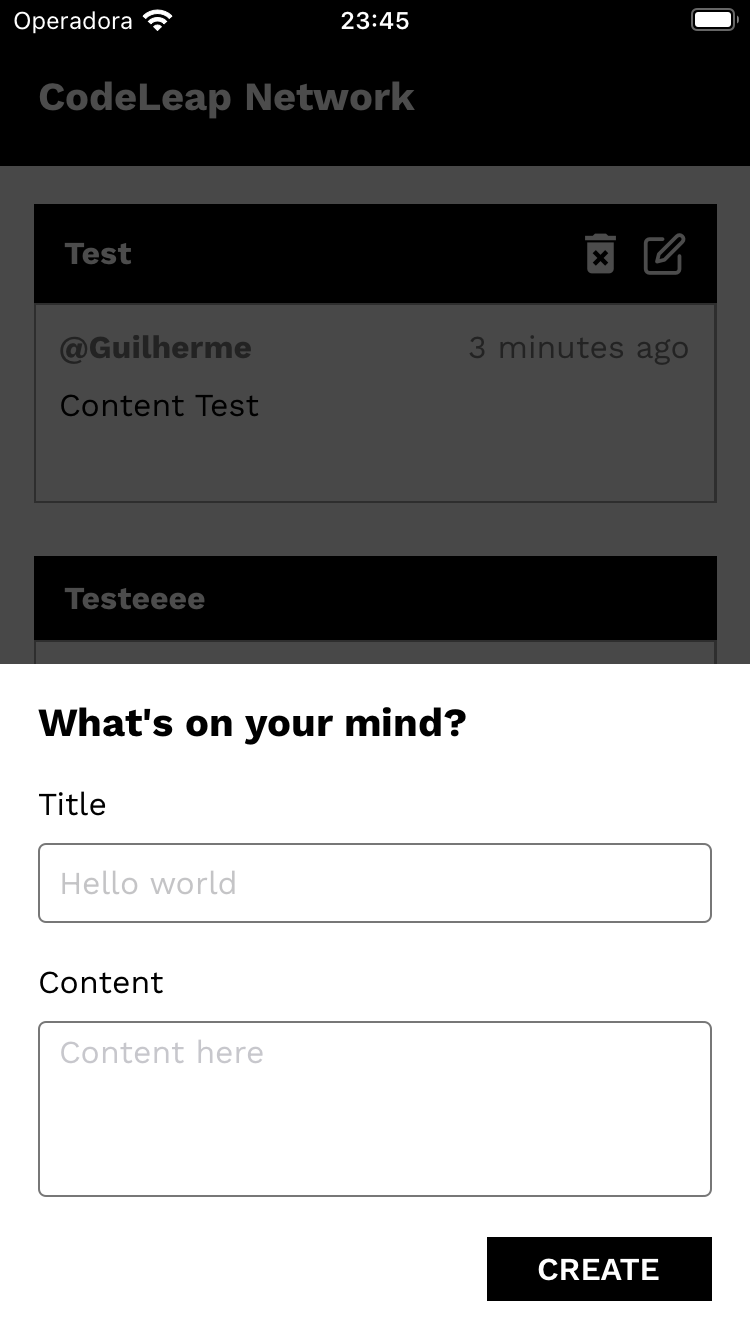 Operadora 23:45
CodeLeap Network
Test
@Guilherme 3 minutes ago
Content Test
Testeeee
What's on your mind?
Title
Hello world
Content
Content here
CREATE